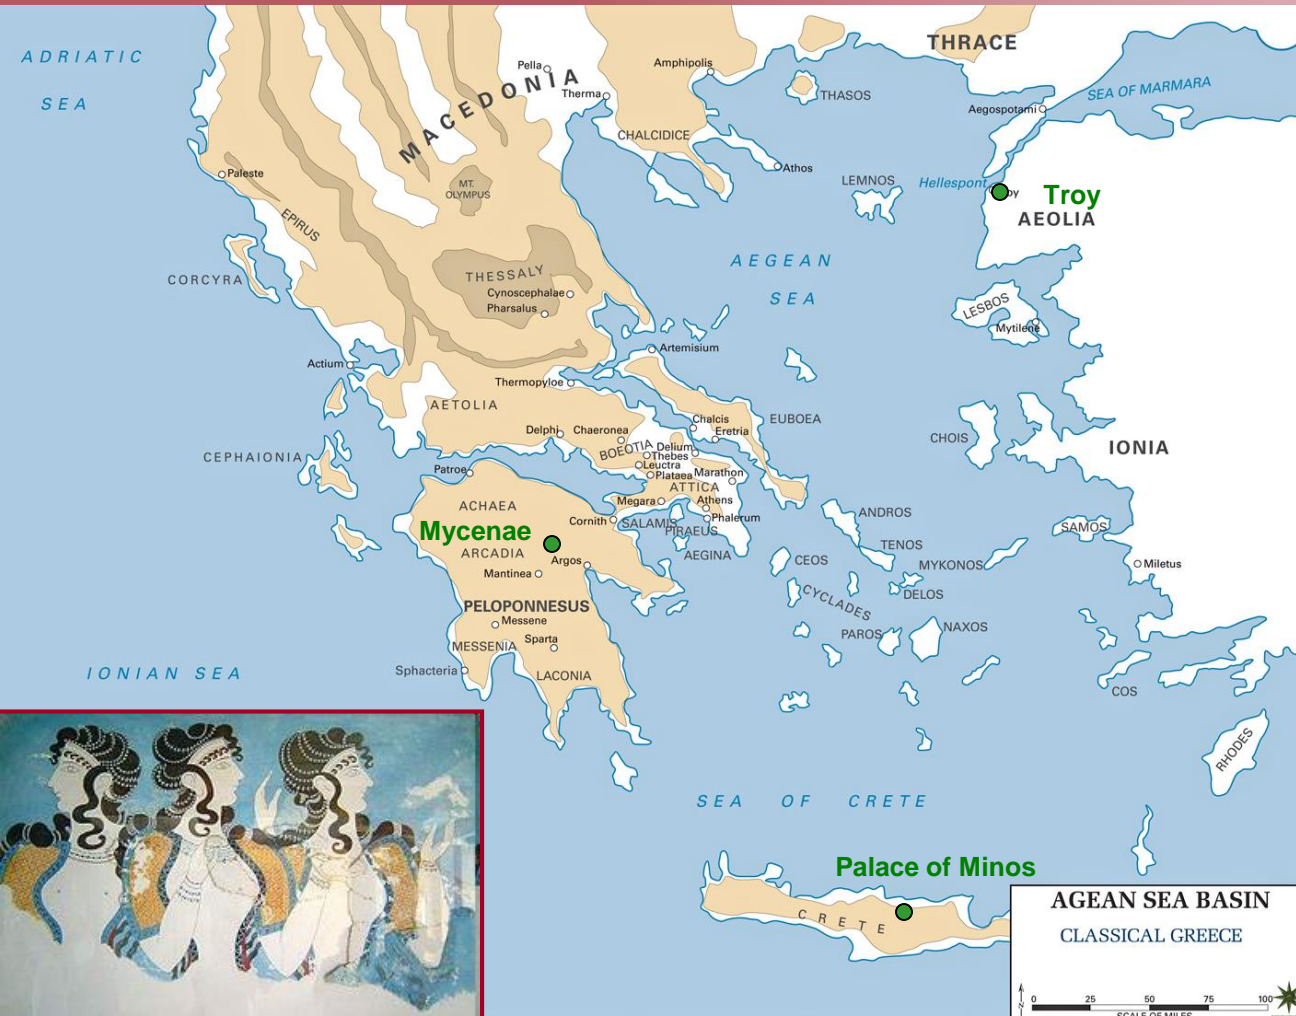 ADRIATIC
SEA
THRACE
Pella
MACEDONIA
Amphipolis
Therma
THASOS
SEA OF MARMARA
Aegospotami
CHALCIDICE
Athos
Paleste
MT.
OLYMPUS
LEMNOS
Hellespont
oy
Troy
AEOLIA
EPIRUS
CORCYRA
AEGEAN
SEA
THESSALY
Cynoscephalae
Pharsalus
LESBOS
Mytilene
Actium
Artemisium
Thermopyloe
AETOLIA
EUBOEA
Chalcis
Eretria
Delphi
Chaeronea
BOEOTIA
Delium
Thebes
Leuctra
Plataea
Marathon
CHOIS
IONIA
CEPHAIONIA
Patroe
ATTICA
ACHAEA
Megara
Athens
Cornith
SALAMIS
Phalerum
PIRAEUS
ANDROS
SAMOS
Mycenae
ARCADIA
Argos
AEGINA
TENOS
CEOS
MYKONOS
Miletus
Mantinea
CYCLADES
DELOS
PELOPONNESUS
Messene
PAROS
NAXOS
MESSENIA
Sparta
Sphacteria
LACONIA
IONIAN SEA
COS
RHODES
SEA OF CRETE
Palace of Minos
CRETE
AGEAN SEA BASIN
CLASSICAL GREECE
0 25 50 75 100
SCALE OF MILES